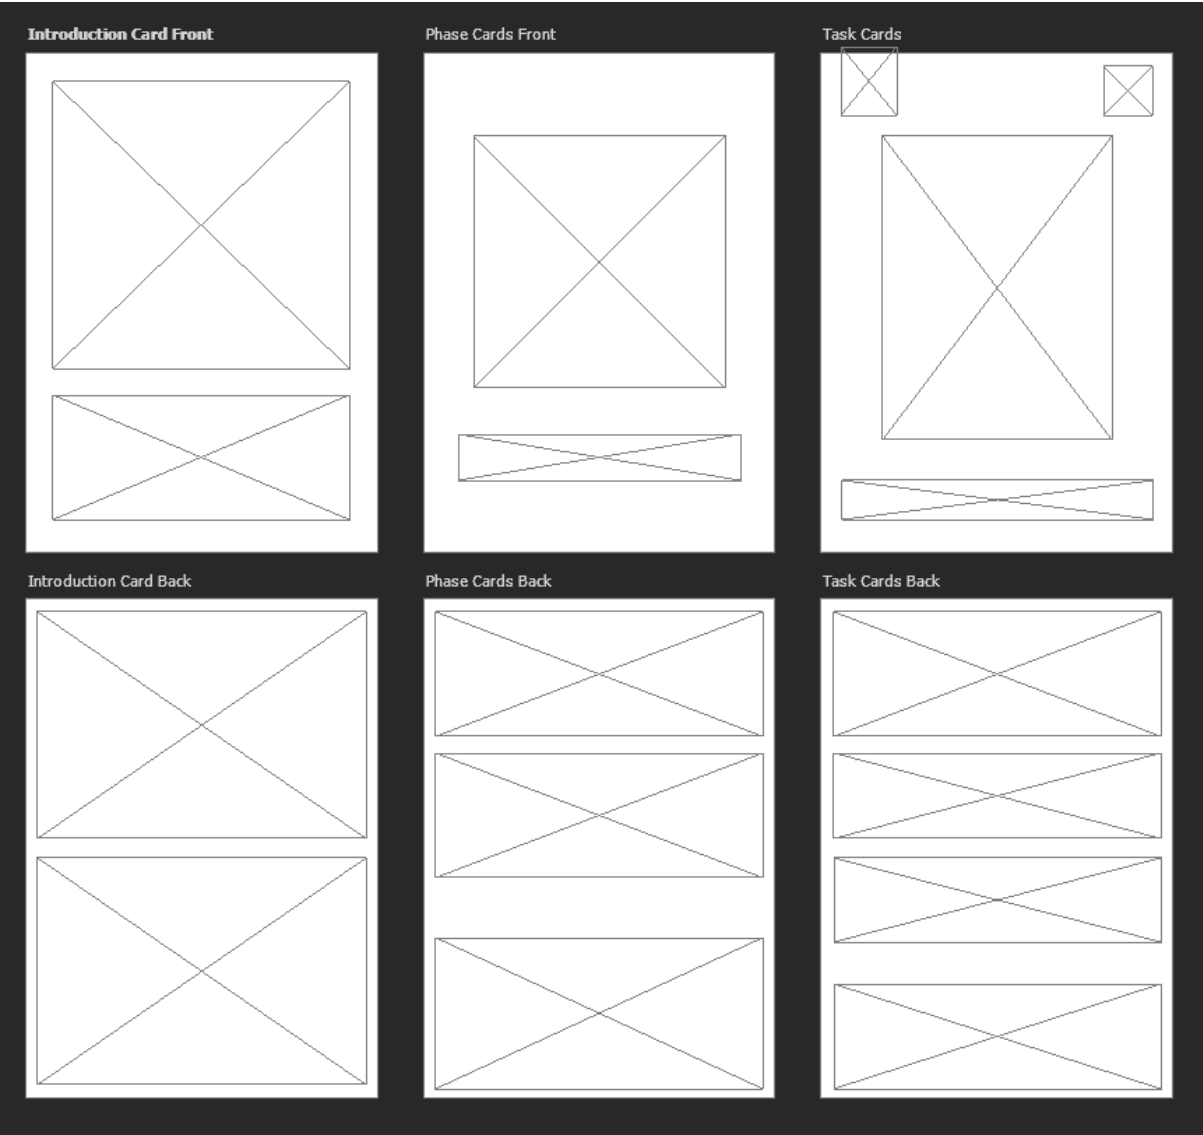 Introduction Card Front
Phase Cards Front
Task Cards
Introduction Card Back
Phase Cards Back
Task Cards Back